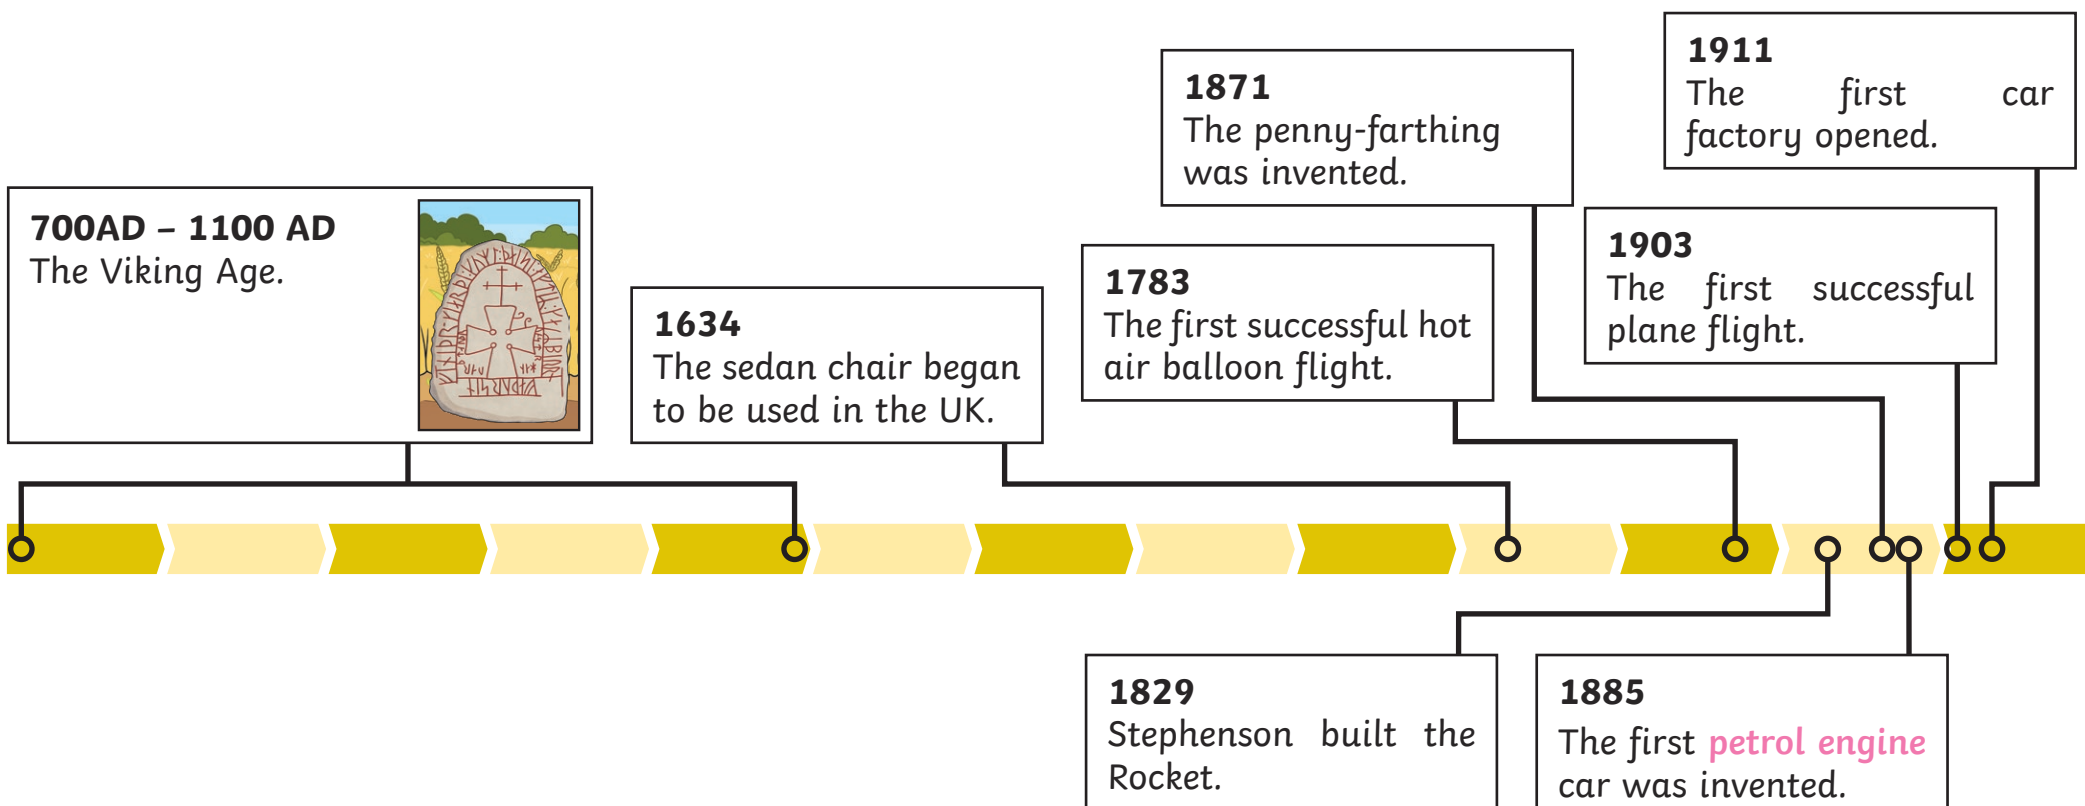 700AD – 1100 AD
The Viking Age.
1634
The sedan chair began
to be used in the UK.
1783
The first successful hot
air balloon flight.
1871
The penny-farthing
was invented.
1903
The first successful
plane flight.
1911
The first car
factory opened.
1829
Stephenson built the
Rocket.
1885
The first petrol engine
car was invented.